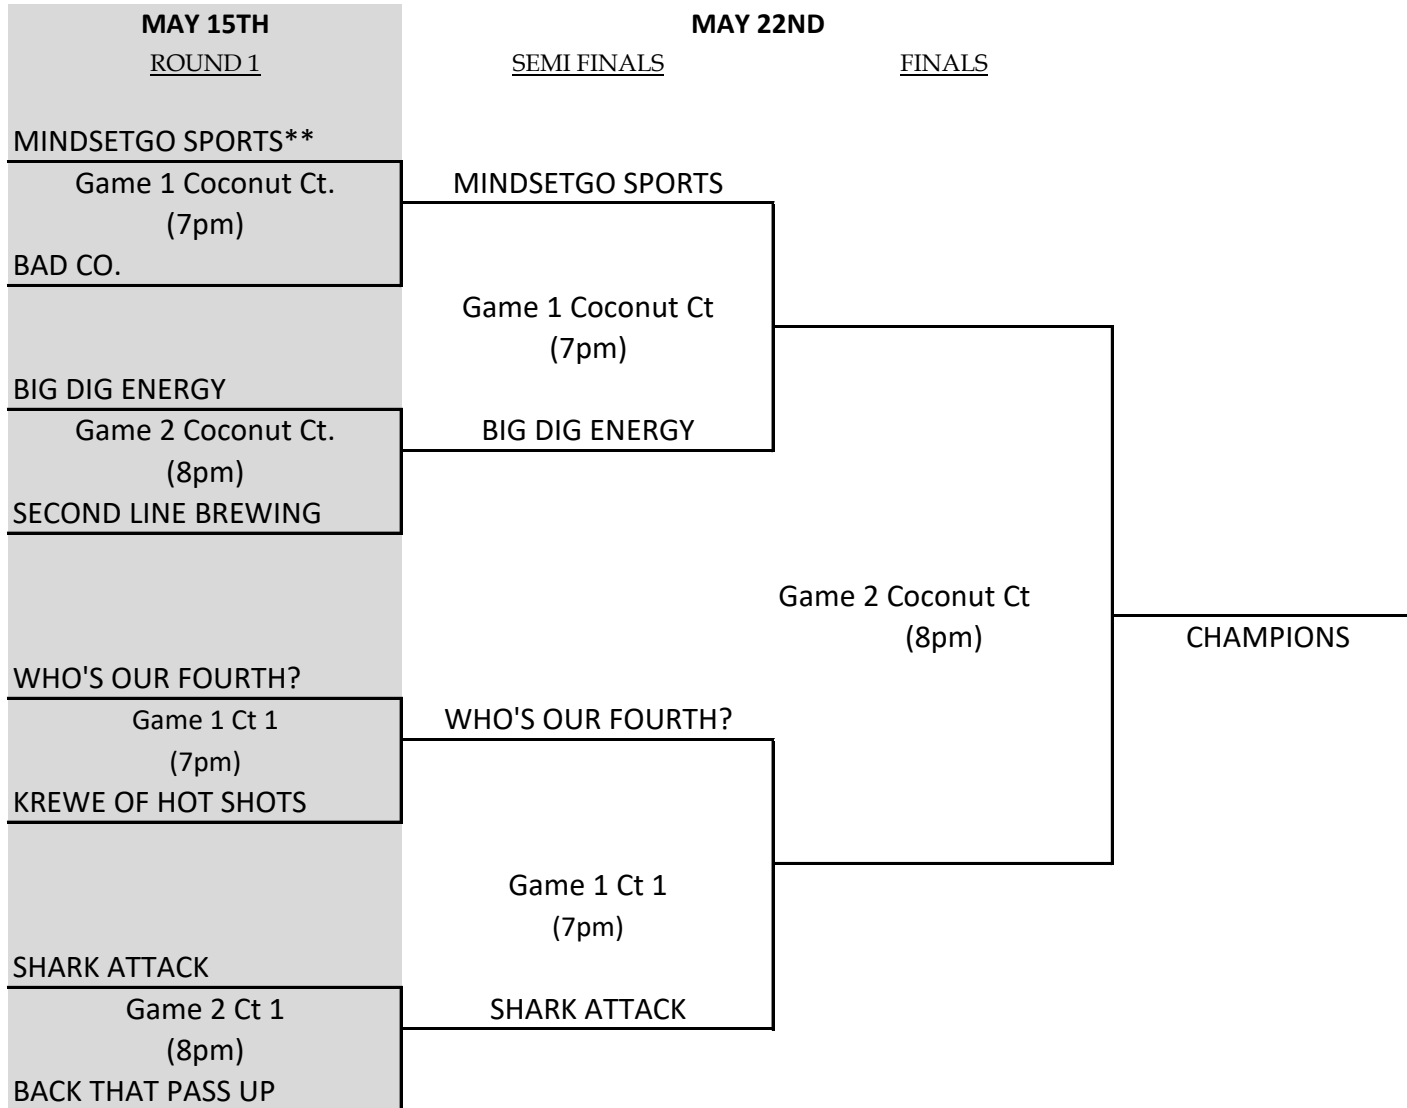 MAY 15TH
MAY 22ND
ROUND 1
SEMI FINALS
FINALS
MINDSETGO SPORTS**
Game 1 Coconut Ct.
(7pm)
BAD CO.
BIG DIG ENERGY
Game 2 Coconut Ct.
(8pm)
SECOND LINE BREWING
WHO'S OUR FOURTH?
Game 1 Ct 1
(7pm)
KREWE OF HOT SHOTS
SHARK ATTACK
Game 2 Ct 1
(8pm)
BACK THAT PASS UP
MINDSETGO SPORTS
Game 1 Coconut Ct
(7pm)
BIG DIG ENERGY
WHO'S OUR FOURTH?
Game 1 Ct 1
(7pm)
SHARK ATTACK
Game 2 Coconut Ct
(8pm)
CHAMPIONS